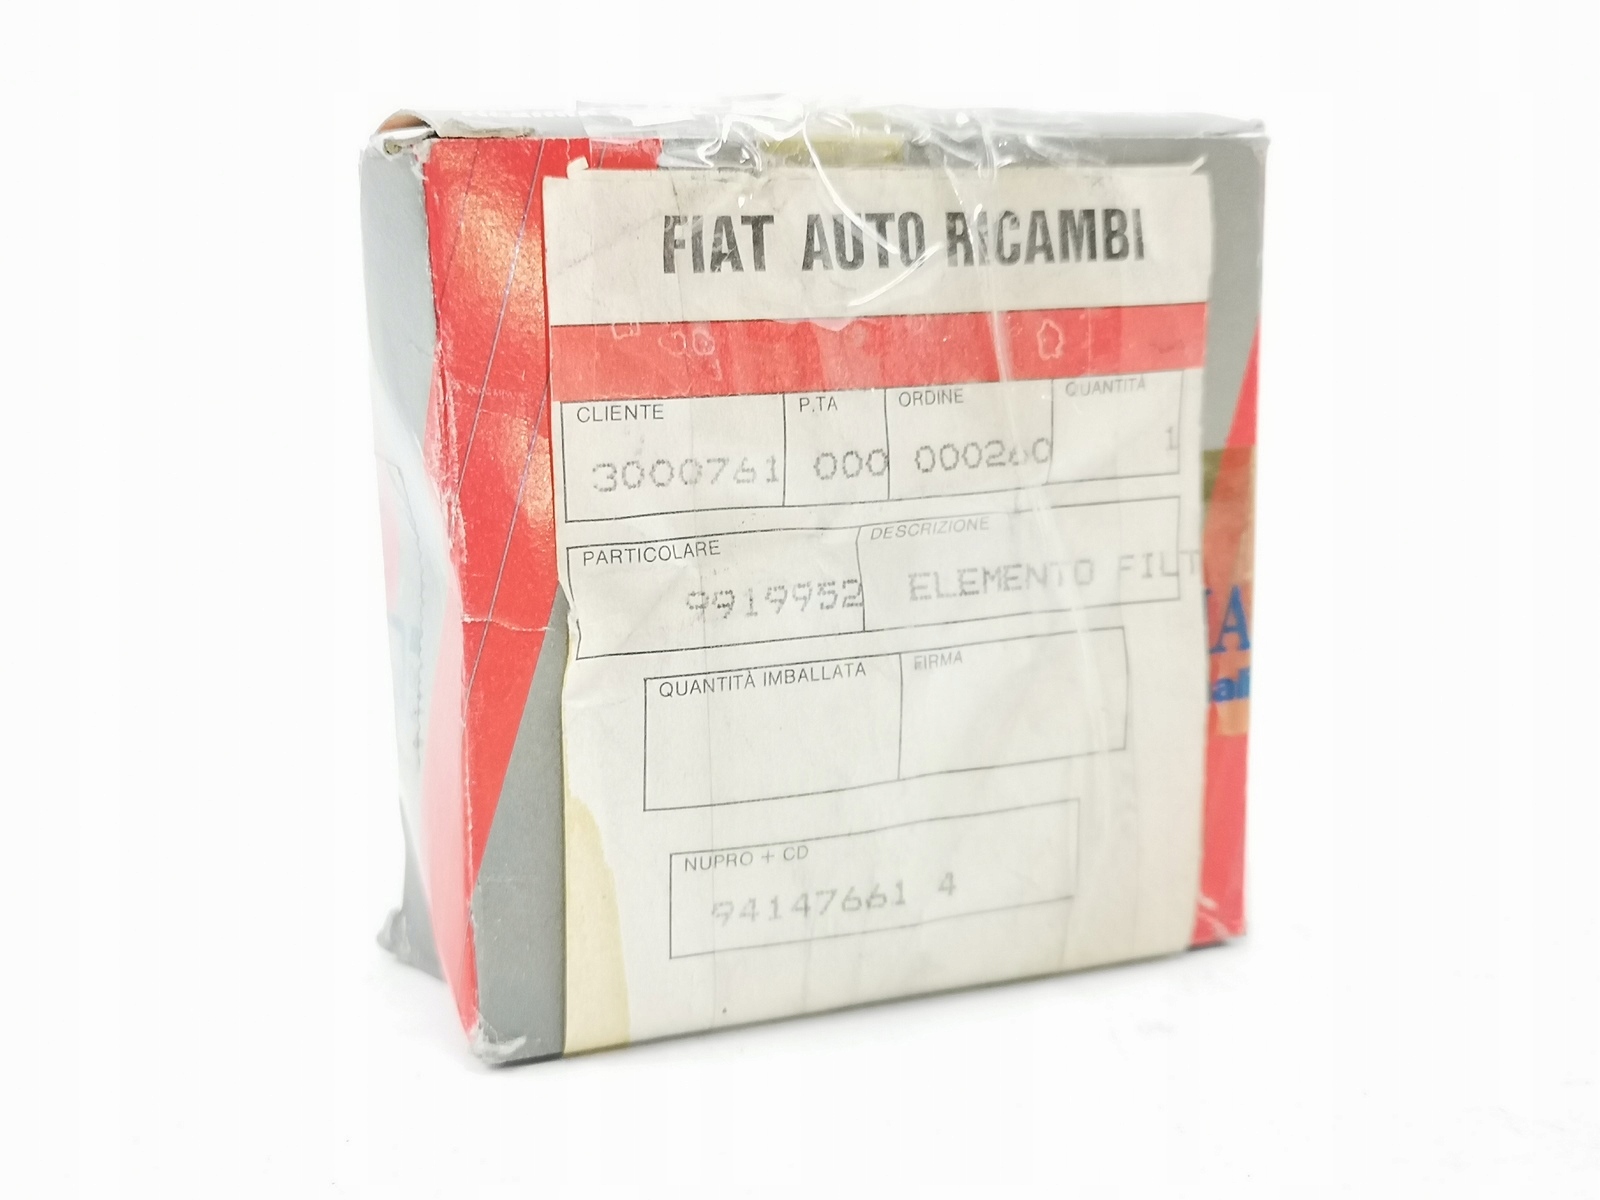 FIAT AUTO RICAMBI
CLIENTE P.TA ORDINE QUANTITÀ
3000761 000 000260 1
PARTICOLARE DESCRIZIONE
9919952 ELEMENTO FILT
QUANTITÀ IMBALLATA FIRMA
NUPRO + CD
94147661 4